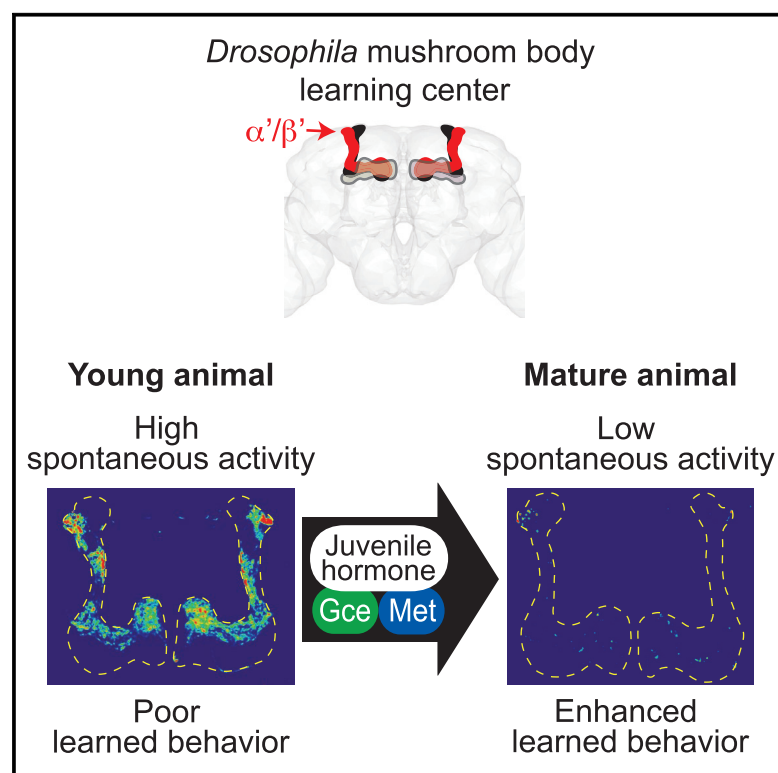 Drosophila mushroom body
learning center
α'/β'
Young animal
High
spontaneous activity
Poor
learned behavior
Juvenile
hormone
Gce Met
Mature animal
Low
spontaneous activity
Enhanced
learned behavior